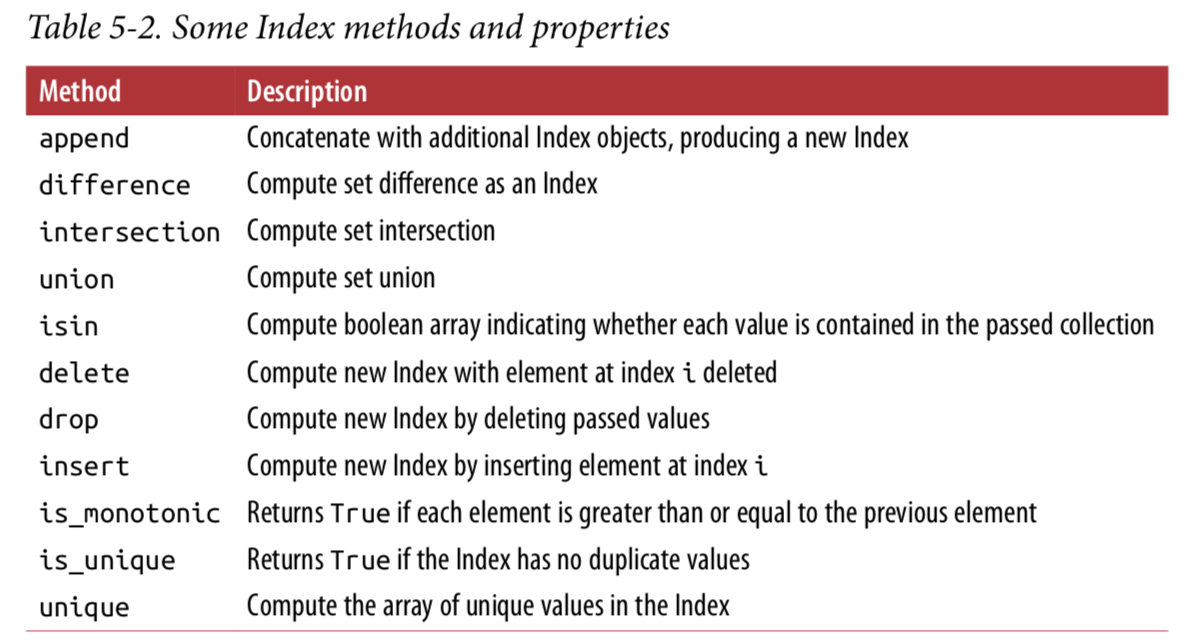 Table 5-2. Some Index methods and properties
Method Description
append Concatenate with additional Index objects, producing a new Index
difference Compute set difference as an Index
intersection Compute set intersection
union Compute set union
isin Compute boolean array indicating whether each value is contained in the passed collection
delete Compute new Index with element at index i deleted
drop Compute new Index by deleting passed values
insert Compute new Index by inserting element at index i
is_monotonic Returns True if each element is greater than or equal to the previous element
is_unique Returns True if the Index has no duplicate values
unique Compute the array of unique values in the Index